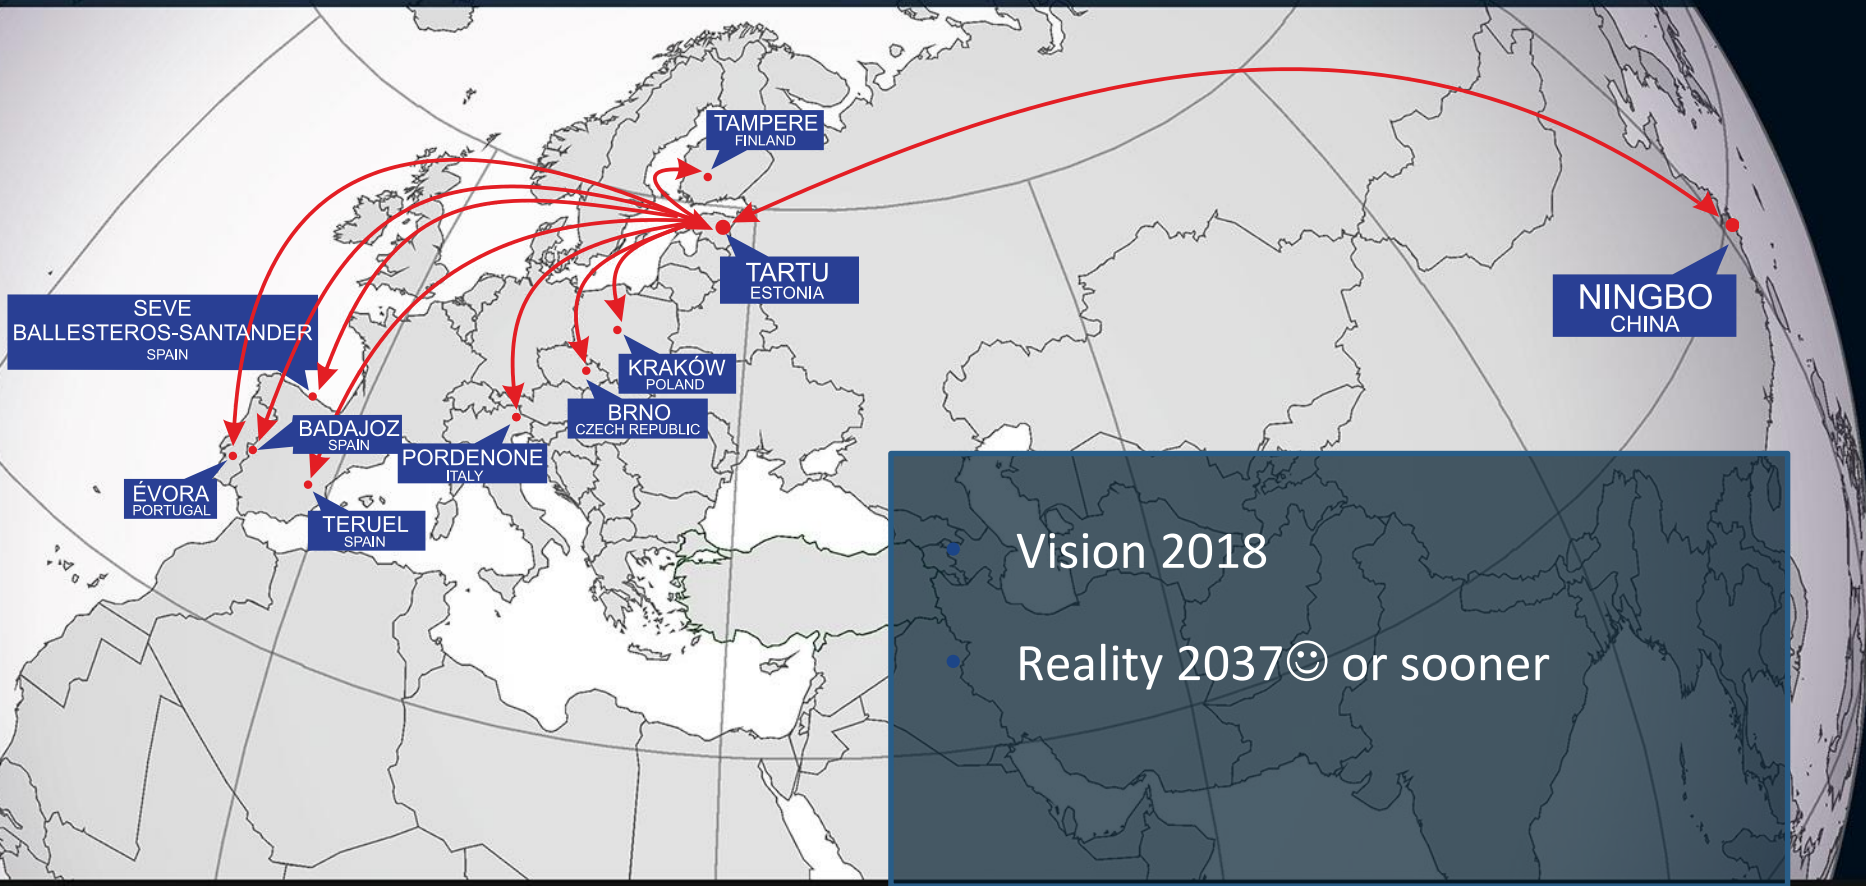 TAMPERE
FINLAND
TARTU
ESTONIA
NINGBO
CHINA
SEVE
BALLESTEROS-SANTANDER
SPAIN
KRAKÓW
POLAND
BRNO
CZECH REPUBLIC
BADAJOZ
SPAIN
PORDENONE
ITALY
ÉVORA
PORTUGAL
TERUEL
SPAIN
Vision 2018
Reality 2037☺ or sooner